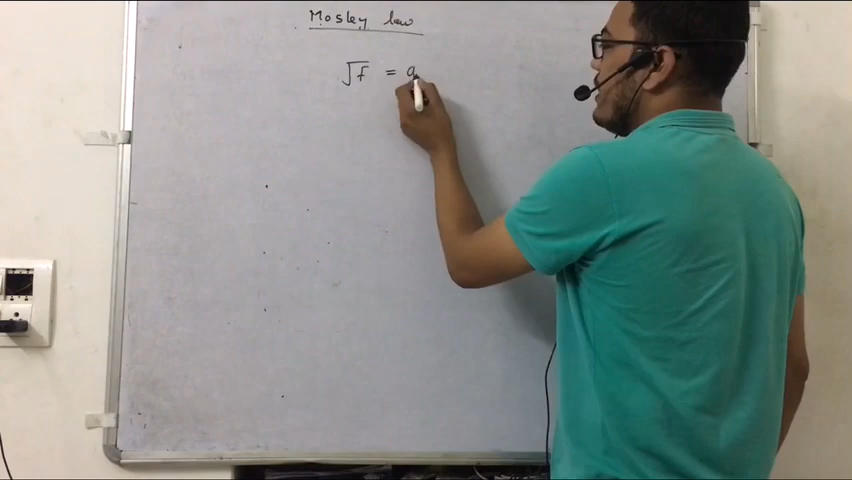 Mosley law
√f = a